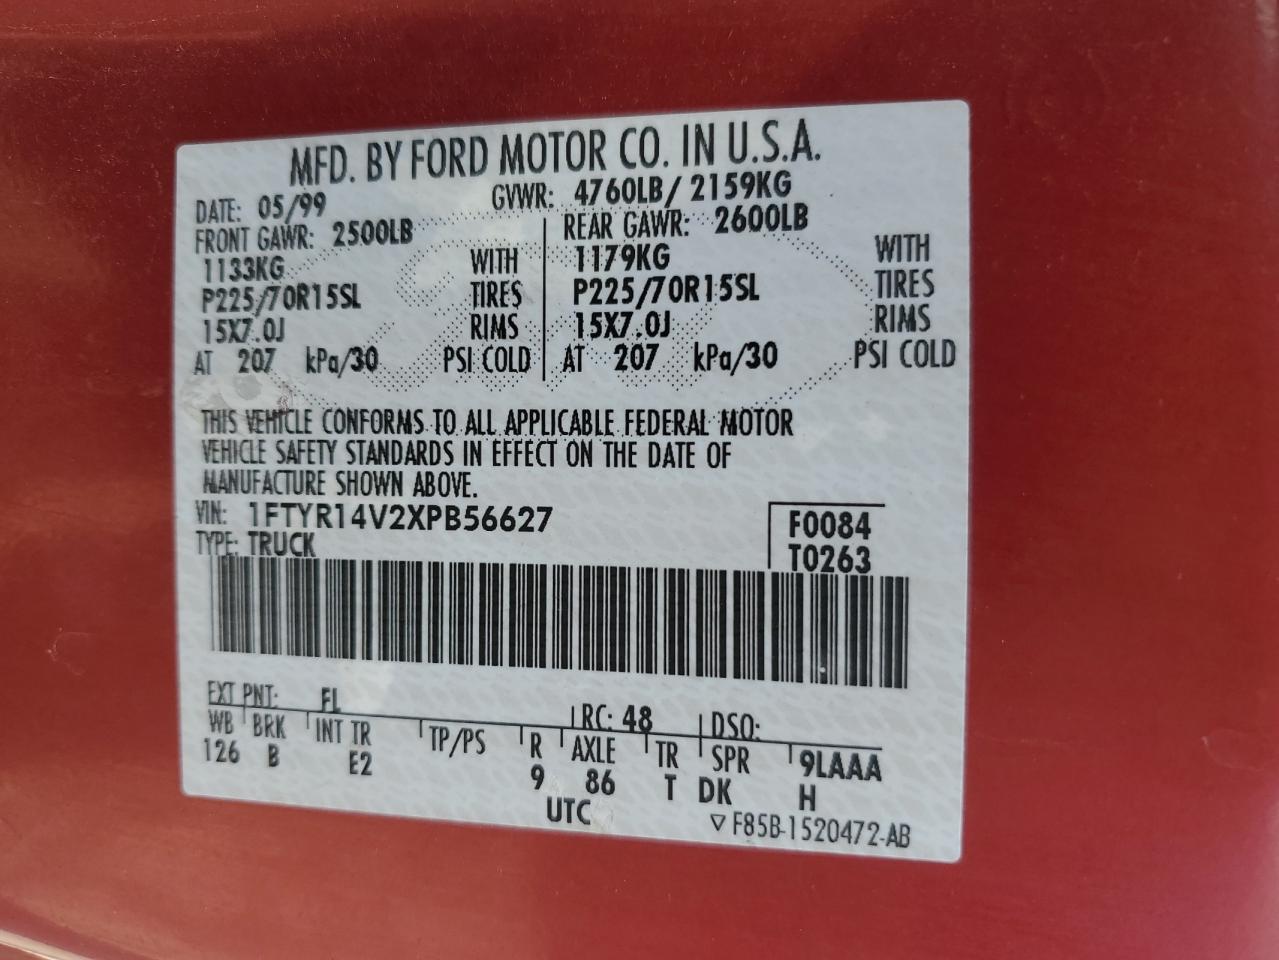 MFD. BY FORD MOTOR CO. IN U.S.A.
DATE: 05/99 GVWR: 4760LB/ 2159KG
FRONT GAWR: 2500LB REAR GAWR: 2600LB
1133KG WITH 1179KG WITH
P225/70R15SL TIRES P225/70R15SL TIRES
15X7.0J RIMS 15X7.0J RIMS
AT 207 kPa/30 PSI COLD AT 207 kPa/30 PSI COLD
THIS VEHICLE CONFORMS TO ALL APPLICABLE FEDERAL MOTOR
VEHICLE SAFETY STANDARDS IN EFFECT ON THE DATE OF
MANUFACTURE SHOWN ABOVE.
VIN: 1FTYR14V2XPB56627 F0084
TYPE: TRUCK T0263
EXT PNT: FL RC: 48 DSO:
WB BRK INT TR TP/PS R AXLE TR SPR 9LAAA
126 B E2 9 86 T DK H
UTC ▽ F85B-1520472-AB